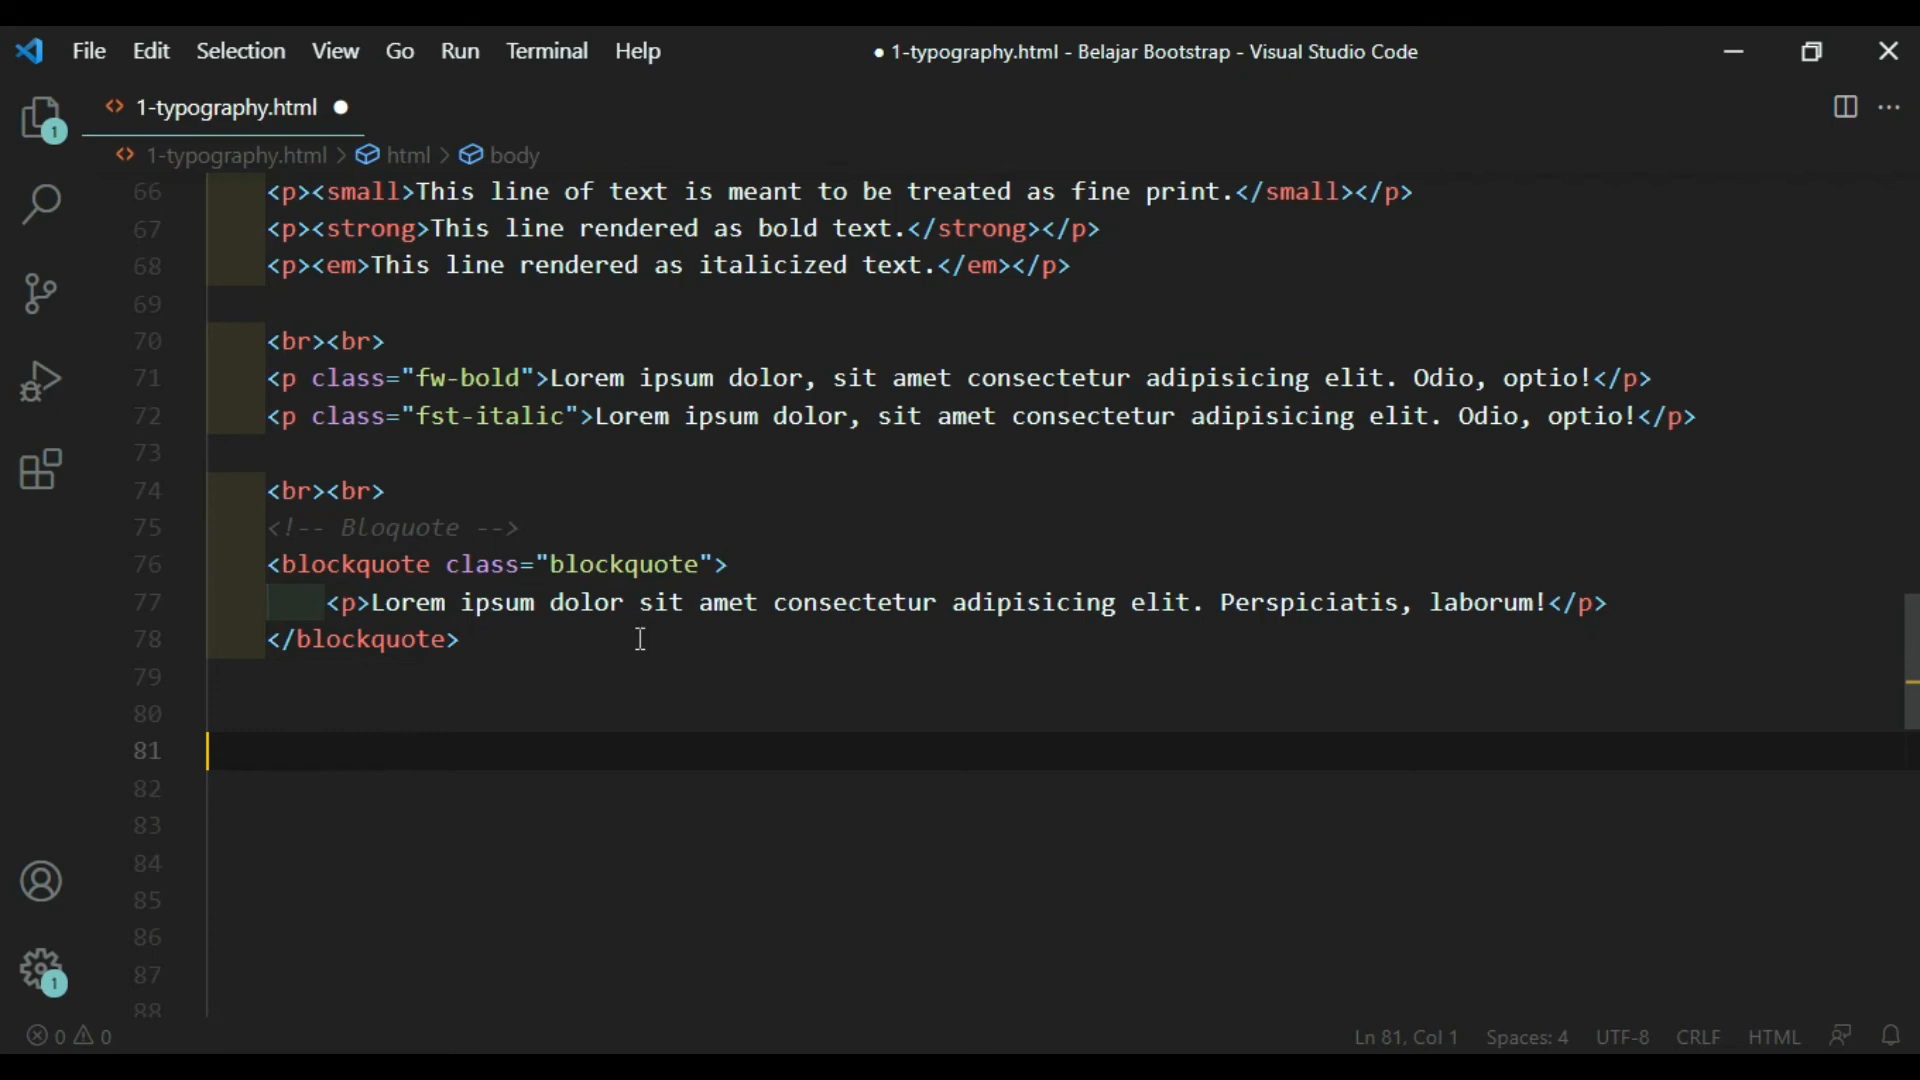 File Edit Selection View Go Run Terminal Help ● 1-typography.html - Belajar Bootstrap - Visual Studio Code
<> 1-typography.html ●
1
<> 1-typography.html > html > body
66 <p><small>This line of text is meant to be treated as fine print.</small></p>
67 <p><strong>This line rendered as bold text.</strong></p>
68 <p><em>This line rendered as italicized text.</em></p>
69
70 <br><br>
71 <p class="fw-bold">Lorem ipsum dolor, sit amet consectetur adipisicing elit. Odio, optio!</p>
72 <p class="fst-italic">Lorem ipsum dolor, sit amet consectetur adipisicing elit. Odio, optio!</p>
73
74 <br><br>
75 <!-- Bloquote -->
76 <blockquote class="blockquote">
77 <p>Lorem ipsum dolor sit amet consectetur adipisicing elit. Perspiciatis, laborum!</p>
78 </blockquote>
79
80
81
82
83
84
85
86
87
88
1
0 0 Ln 81, Col 1 Spaces: 4 UTF-8 CRLF HTML